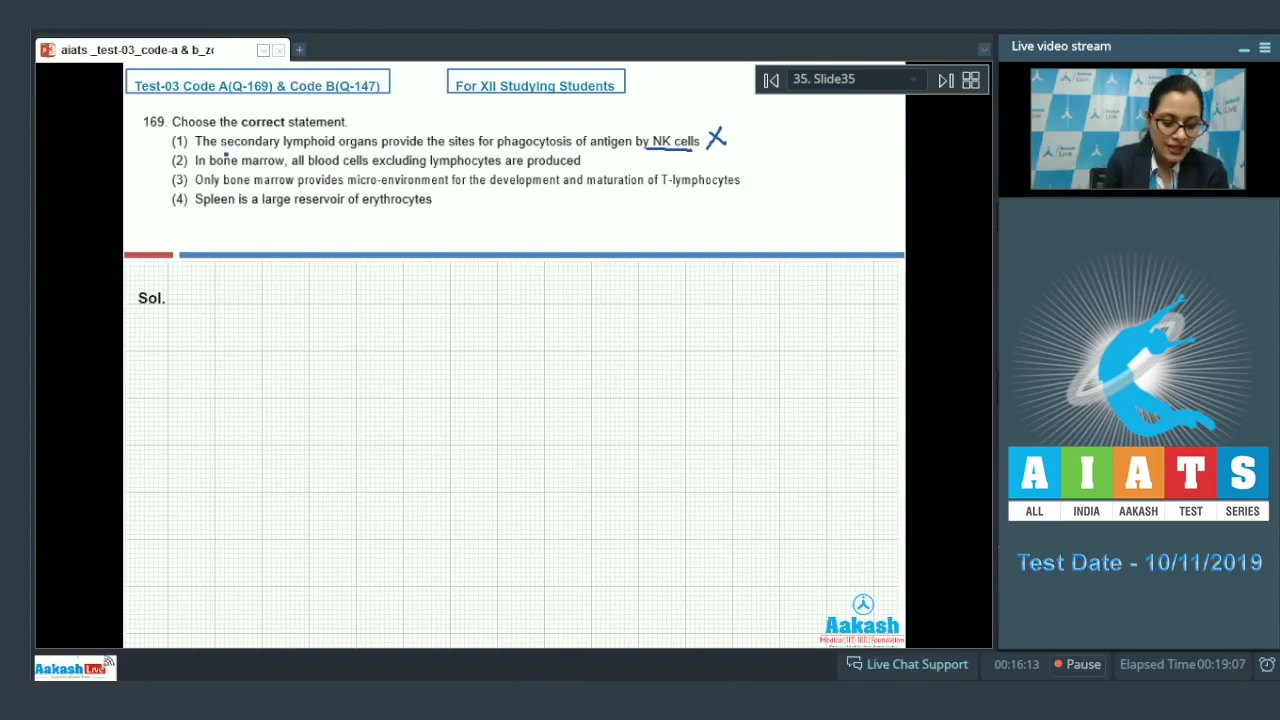 aiats _test-03_code-a & b_zo
Live video stream
Test-03 Code A(Q-169) & Code B(Q-147)
For XII Studying Students
35. Slide35
169. Choose the correct statement.
(1) The secondary lymphoid organs provide the sites for phagocytosis of antigen by NK cells
(2) In bone marrow, all blood cells excluding lymphocytes are produced
(3) Only bone marrow provides micro-environment for the development and maturation of T-lymphocytes
(4) Spleen is a large reservoir of erythrocytes
Sol.
A I A T S
ALL INDIA AAKASH TEST SERIES
Test Date - 10/11/2019
Aakash
Medical|IIT-JEE|Foundation
Aakash Live
Live Chat Support
00:16:13
Pause
Elapsed Time 00:19:07